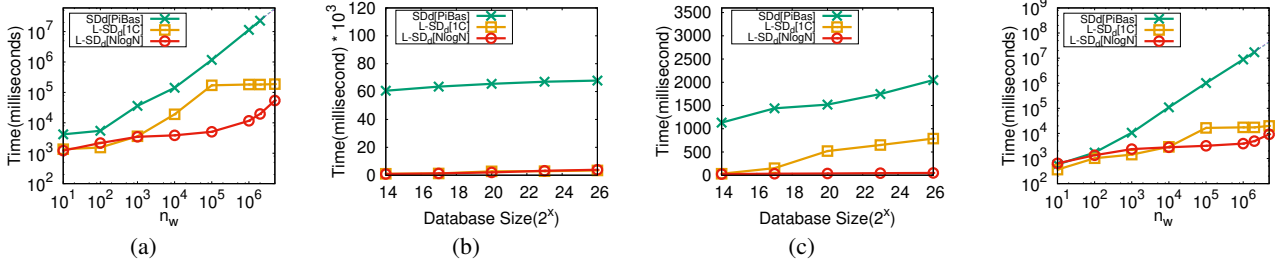 SDd[PiBas]
L-SDd[1C]
L-SDd[NlogN]
Time(milliseconds)
10^7
10^6
10^5
10^4
10^3
10^2
10^1 10^2 10^3 10^4 10^5 10^6
n_w
(a)
SDd[PiBas
L-SDd[1C
L-SDd[NlogN
Time(millisecond) * 10^3
120
100
80
60
40
20
0
14 16 18 20 22 24 26
Database Size(2^x)
(b)
SDd[PiBas
L-SDd[1C
L-SDd[NlogN
Time(millisecond)
3500
3000
2500
2000
1500
1000
500
0
14 16 18 20 22 24 26
Database Size(2^x)
(c)
SDd[PiBas
L-SDd[1C
L-SDd[NlogN
Time(milliseconds)
10^9
10^8
10^7
10^6
10^5
10^4
10^3
10^2
10^1 10^2 10^3 10^4 10^5 10^6
n_w